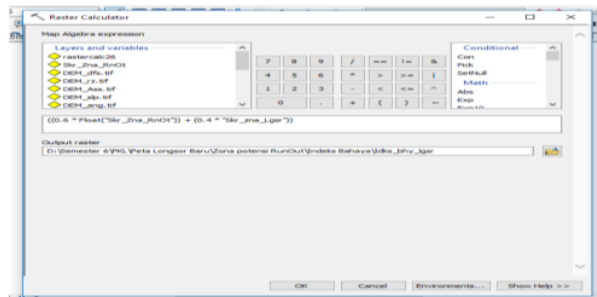 Raster Calculator
Map Algebra expression
Layers and variables
rastercalc26
Skr_Zna_RnOt
DEM_dfs.tif
DEM_rz.tif
DEM_Ass.tif
DEM_slp.tif
DEM_ang.tif
7 8 9 / == != &
4 5 6 * > >= |
1 2 3 - < <= ^
0 . + ( ) ~
Conditional
Con
Pick
SetNull
Math
Abs
Exp
Exp10
((0.6 * Float("Skr_Zna_RnOt")) + (0.4 * "Skr_zna_Lgsr"))
Output raster
D:\Semester 6\PKL\Peta Longsor Baru\Zona potensi RunOut\Indeks Bahaya\Idks_bhy_lgsr
OK Cancel Environments... Show Help >>